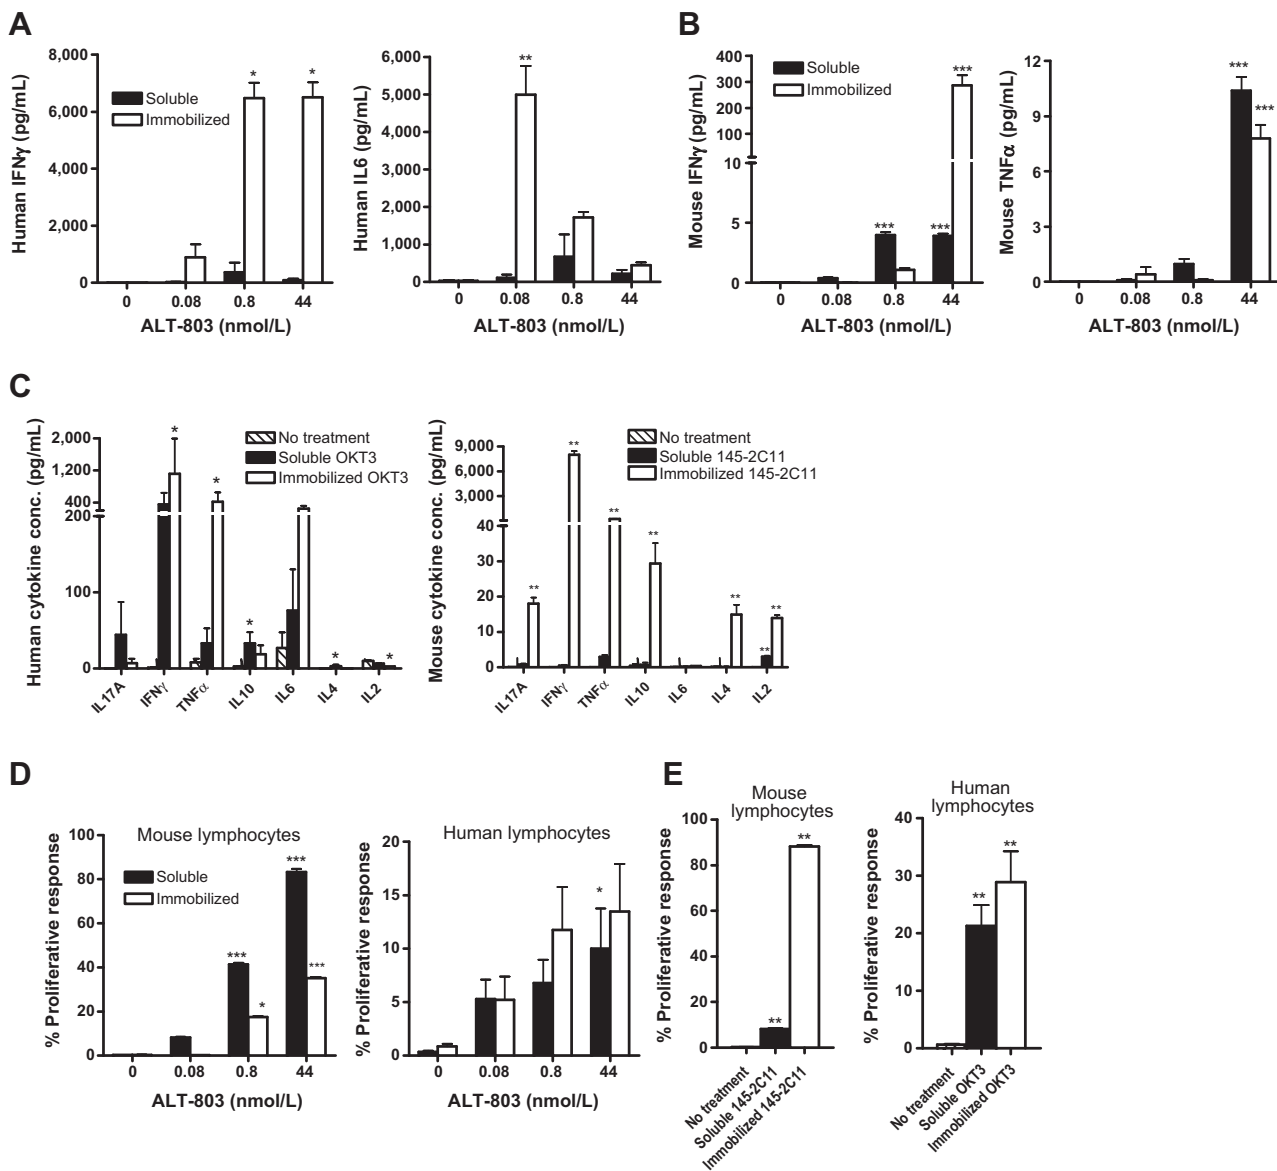 A
Human IFNγ (pg/mL)
8,000
6,000
4,000
2,000
0
Soluble
Immobilized
*
*
0 0.08 0.8 44
ALT-803 (nmol/L)
Human IL6 (pg/mL)
6,000
5,000
4,000
3,000
2,000
1,000
0
**
0 0.08 0.8 44
ALT-803 (nmol/L)
B
Mouse IFNγ (pg/mL)
400
300
200
100
10
5
0
Soluble
Immobilized
***
***
***
0 0.08 0.8 44
ALT-803 (nmol/L)
Mouse TNFα (pg/mL)
12
9
6
3
0
***
***
0 0.08 0.8 44
ALT-803 (nmol/L)
C
Human cytokine conc. (pg/mL)
2,000
1,200
400
200
100
0
No treatment
Soluble OKT3
Immobilized OKT3
*
*
*
*
*
IL17A IFNγ TNFα IL10 IL6 IL4 IL2
Mouse cytokine conc. (pg/mL)
9,000
6,000
3,000
40
30
20
10
0
No treatment
Soluble 145-2C11
Immobilized 145-2C11
**
**
**
**
**
**
**
IL17A IFNγ TNFα IL10 IL6 IL4 IL2
D
Mouse lymphocytes
% Proliferative response
100
80
60
40
20
0
Soluble
Immobilized
***
*
***
***
0 0.08 0.8 44
ALT-803 (nmol/L)
Human lymphocytes
% Proliferative response
20
15
10
5
0
*
0 0.08 0.8 44
ALT-803 (nmol/L)
E
Mouse
lymphocytes
% Proliferative response
100
80
60
40
20
0
**
**
No treatment
Soluble 145-2C11
Immobilized 145-2C11
Human
lymphocytes
% Proliferative response
40
30
20
10
0
**
**
No treatment
Soluble OKT3
Immobilized OKT3